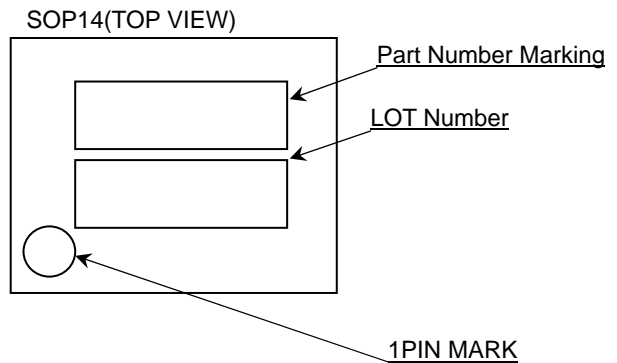 SOP14(TOP VIEW)
Part Number Marking
LOT Number
1PIN MARK